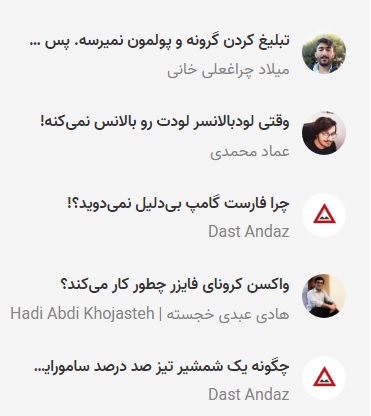 تبلیغ کردن گرونه و پولمون نمیرسه. پس ...
میلاد چراغعلی خانی
وقتی لودبالانسر لودت رو بالانس نمی‌کنه!
عماد محمدی
چرا فارست گامپ بی‌دلیل نمی‌دوید؟!
Dast Andaz
واکسن کرونای فایزر چطور کار می‌کند؟
هادی عبدی خجسته | Hadi Abdi Khojasteh
چگونه یک شمشیر تیز صد درصد سامورای...
Dast Andaz